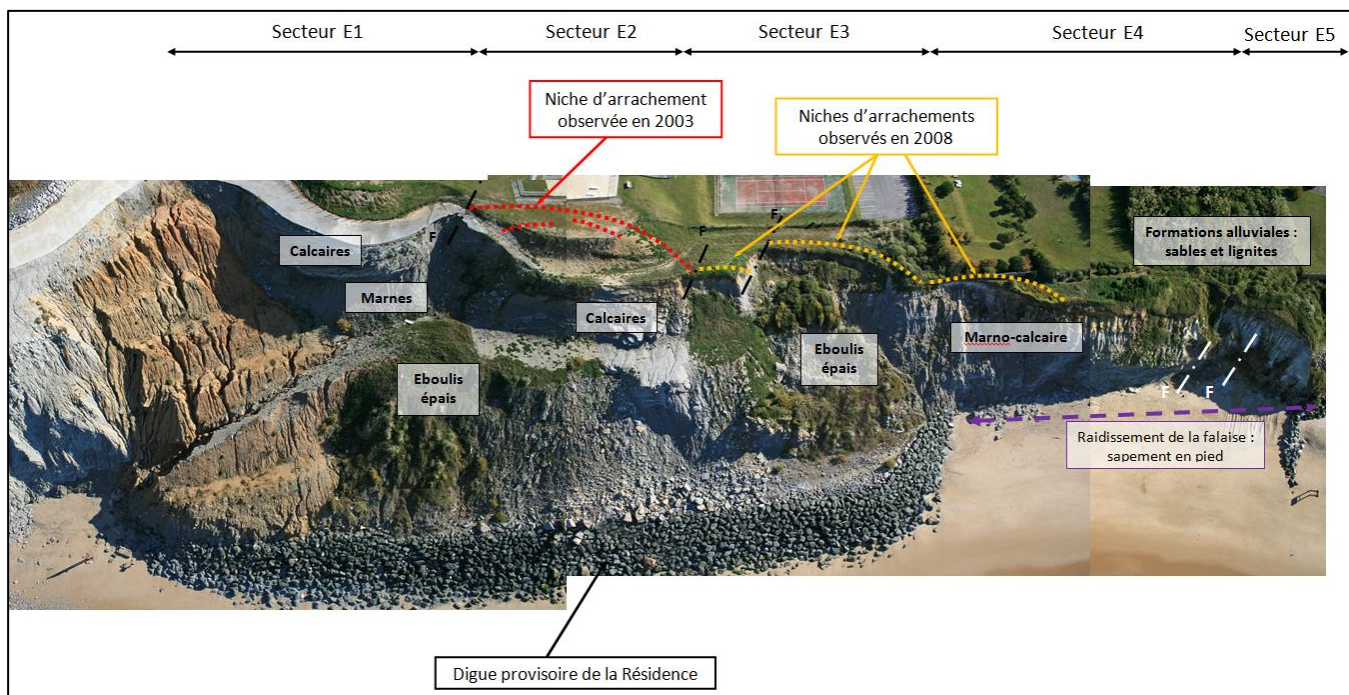 Secteur E1
Secteur E2
Secteur E3
Secteur E4
Secteur E5
Niche d'arrachement
observée en 2003
Niches d'arrachements
observés en 2008
F
F
F
Calcaires
Formations alluviales :
sables et lignites
Marnes
Calcaires
Marno-calcaire
Eboulis
épais
Eboulis
épais
F
F
Raidissement de la falaise :
sapement en pied
Digue provisoire de la Résidence